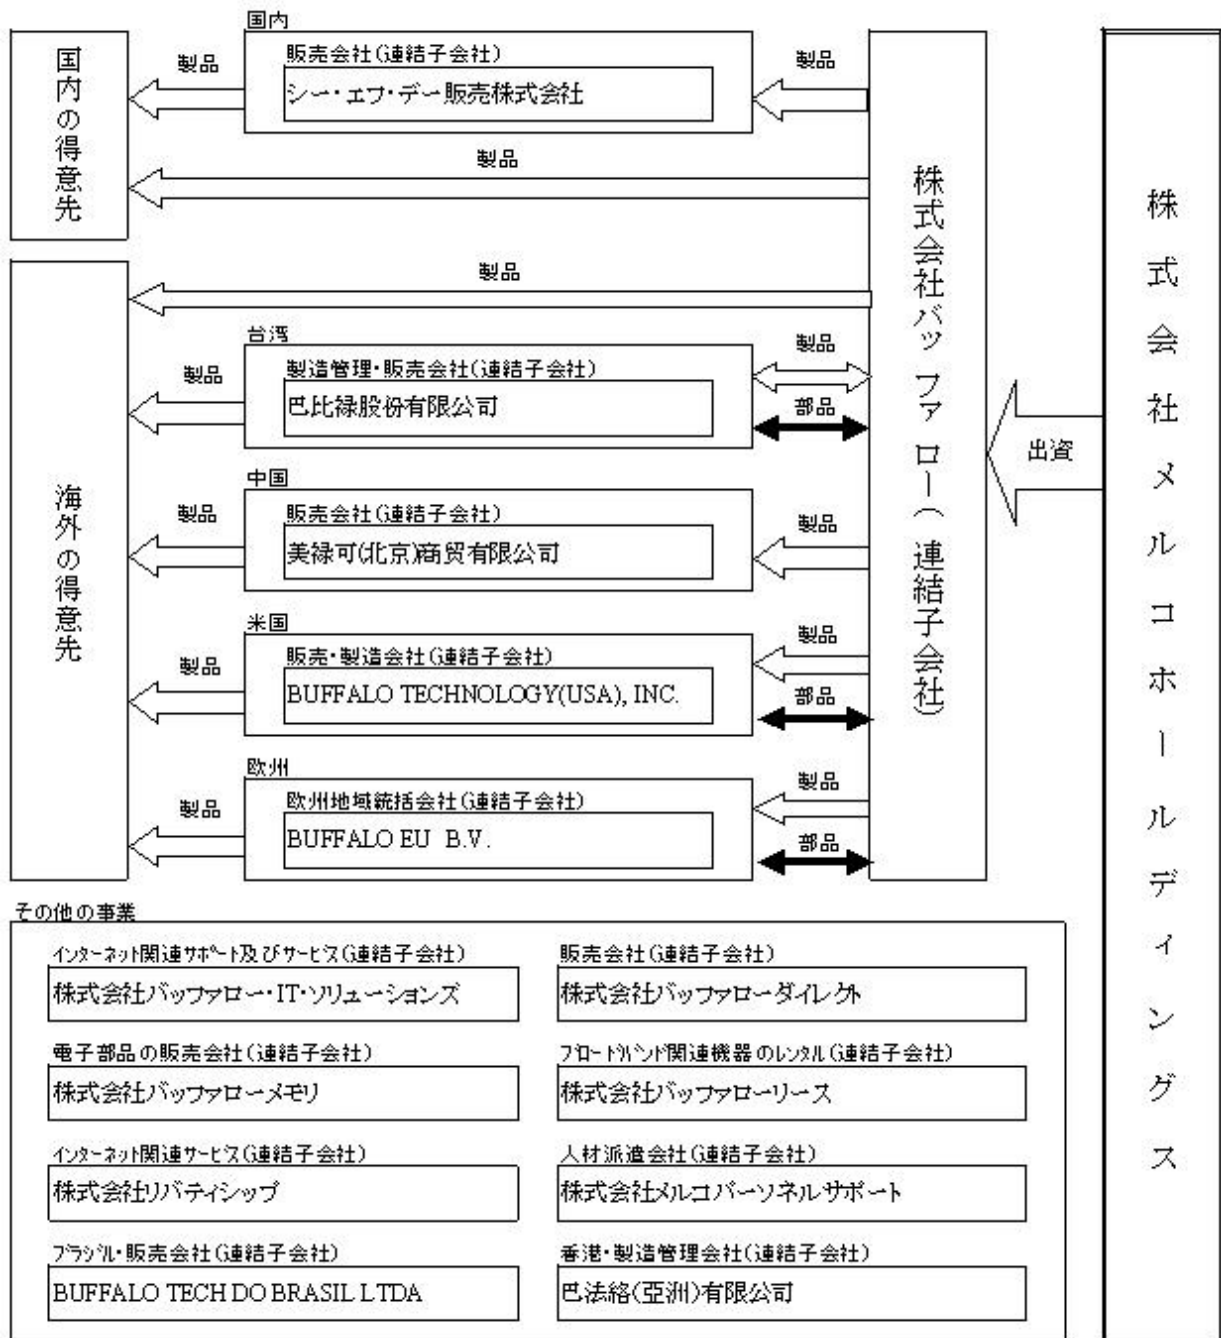 国内
国内の得意先
製品
販売会社(連結子会社)
シー・エフ・デー販売株式会社
製品
製品
株式会社バッファロー(連結子会社)
株式会社メルコホールディングス
出資
海外の得意先
製品
台湾
製品
製造管理・販売会社(連結子会社)
巴比禄股份有限公司
製品
部品
中国
製品
販売会社(連結子会社)
美禄可(北京)商贸有限公司
製品
米国
製品
販売・製造会社(連結子会社)
BUFFALO TECHNOLOGY(USA), INC.
製品
部品
欧州
製品
欧州地域統括会社(連結子会社)
BUFFALO EU B.V.
製品
部品
その他の事業
インターネット関連サポート及びサービス(連結子会社)
株式会社バッファロー・IT・ソリューションズ
販売会社(連結子会社)
株式会社バッファローダイレクト
電子部品の販売会社(連結子会社)
株式会社バッファローメモリ
ブロードバンド関連機器のレンタル(連結子会社)
株式会社バッファローリース
インターネット関連サービス(連結子会社)
株式会社リバティシップ
人材派遣会社(連結子会社)
株式会社メルコパーソネルサポート
ブラジル・販売会社(連結子会社)
BUFFALO TECH DO BRASIL LTDA
香港・製造管理会社(連結子会社)
巴法絡(亞洲)有限公司